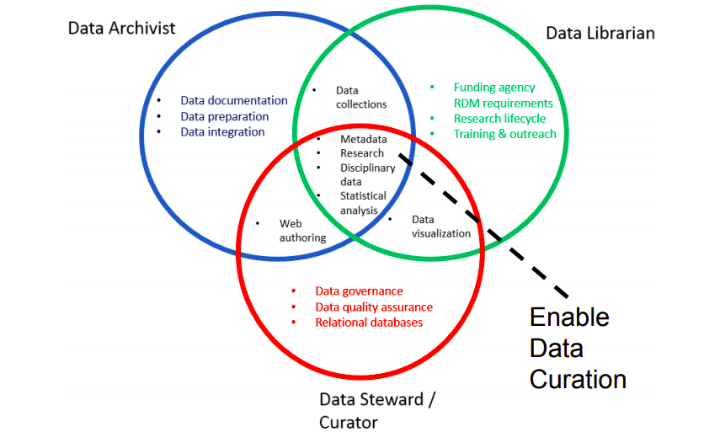 Data Archivist
Data Librarian
• Data documentation
• Data preparation
• Data integration
• Data
collections
• Funding agency
RDM requirements
• Research lifecycle
• Training & outreach
• Metadata
• Research
• Disciplinary
data
• Statistical
analysis
• Web
authoring
• Data
visualization
• Data governance
• Data quality assurance
• Relational databases
Enable
Data
Curation
Data Steward /
Curator